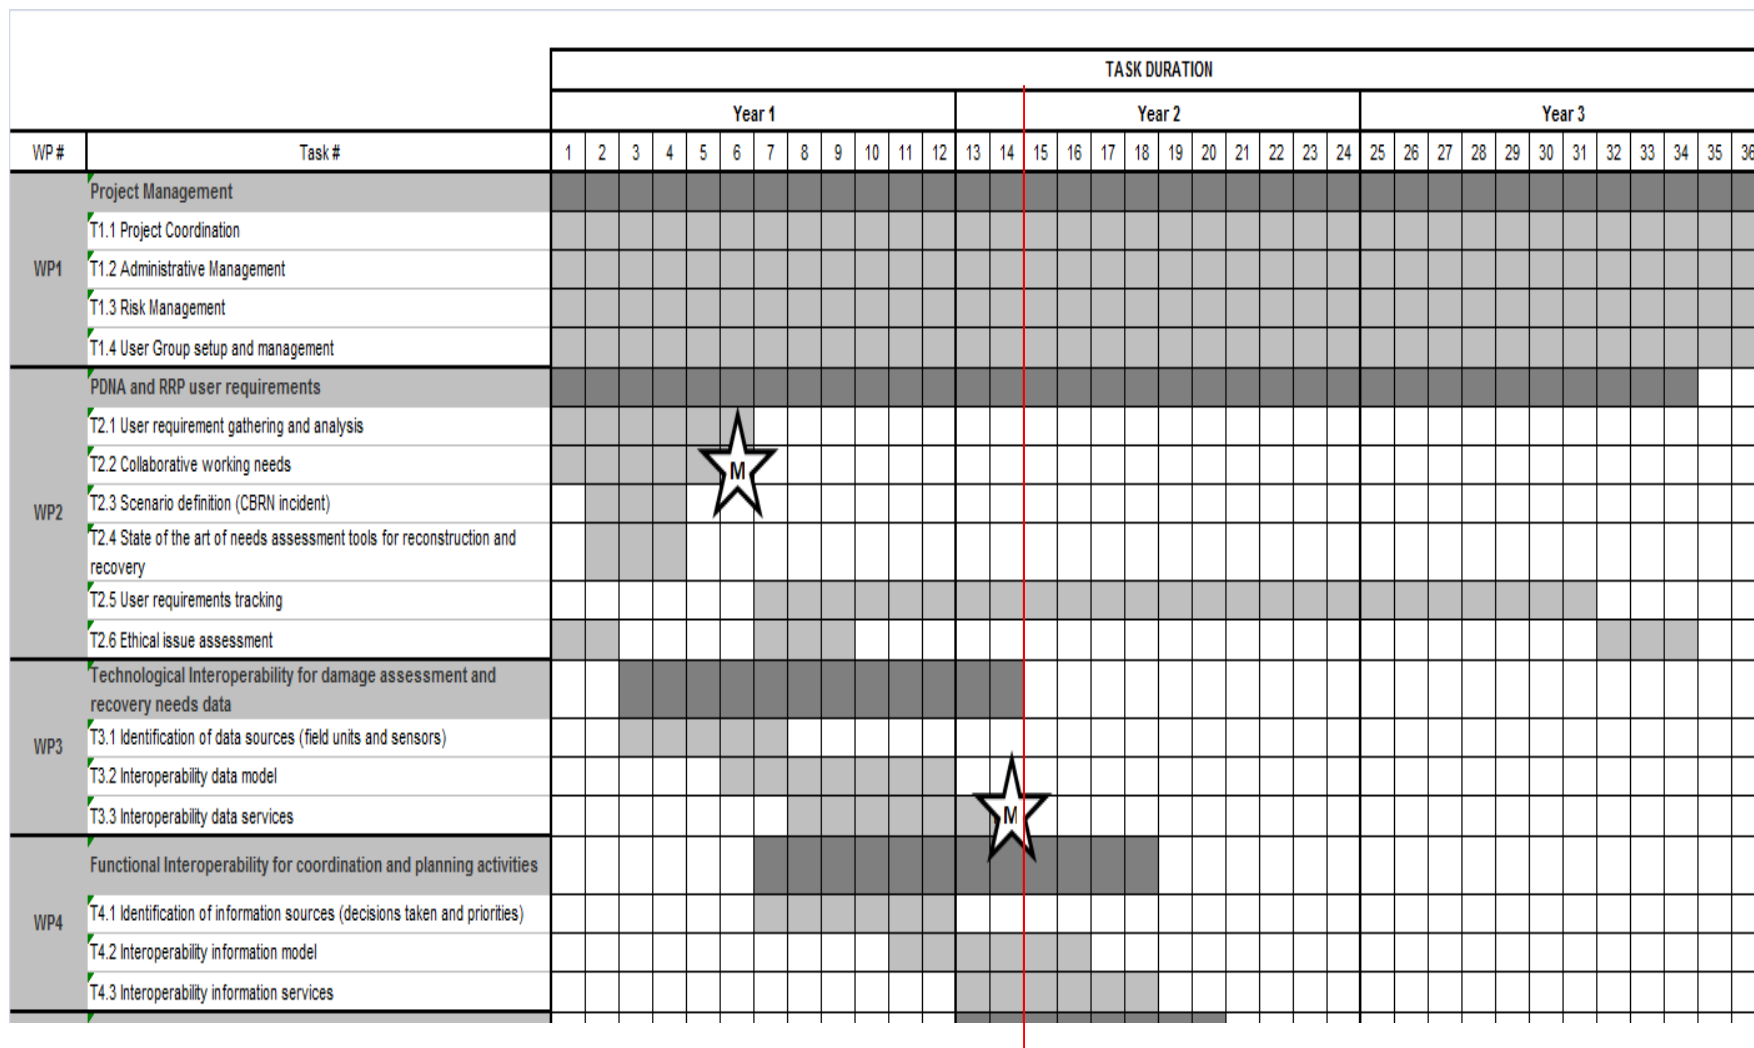 TASK DURATION
Year 1 Year 2 Year 3
WP # Task # 1 2 3 4 5 6 7 8 9 10 11 12 13 14 15 16 17 18 19 20 21 22 23 24 25 26 27 28 29 30 31 32 33 34 35 36
Project Management
T1.1 Project Coordination
WP1
T1.2 Administrative Management
T1.3 Risk Management
T1.4 User Group setup and management
PDNA and RRP user requirements
T2.1 User requirement gathering and analysis
T2.2 Collaborative working needs
M
T2.3 Scenario definition (CBRN incident)
WP2
T2.4 State of the art of needs assessment tools for reconstruction and
recovery
T2.5 User requirements tracking
T2.6 Ethical issue assessment
Technological Interoperability for damage assessment and
recovery needs data
T3.1 Identification of data sources (field units and sensors)
WP3
T3.2 Interoperability data model
T3.3 Interoperability data services
M
Functional Interoperability for coordination and planning activities
T4.1 Identification of information sources (decisions taken and priorities)
WP4
T4.2 Interoperability information model
T4.3 Interoperability information services